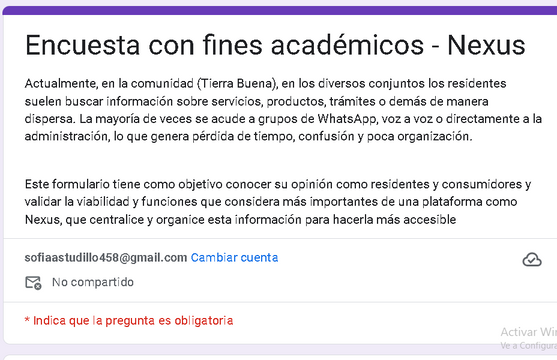 Encuesta con fines académicos - Nexus
Actualmente, en la comunidad (Tierra Buena), en los diversos conjuntos los residentes
suelen buscar información sobre servicios, productos, trámites o demás de manera
dispersa. La mayoría de veces se acude a grupos de WhatsApp, voz a voz o directamente a la
administración, lo que genera pérdida de tiempo, confusión y poca organización.
Este formulario tiene como objetivo conocer su opinión como residentes y consumidores y
validar la viabilidad y funciones que considera más importantes de una plataforma como
Nexus, que centralice y organice esta información para hacerla más accesible
sofiaastudillo458@gmail.com Cambiar cuenta
No compartido
* Indica que la pregunta es obligatoria
Activar Win
Ve a Configura